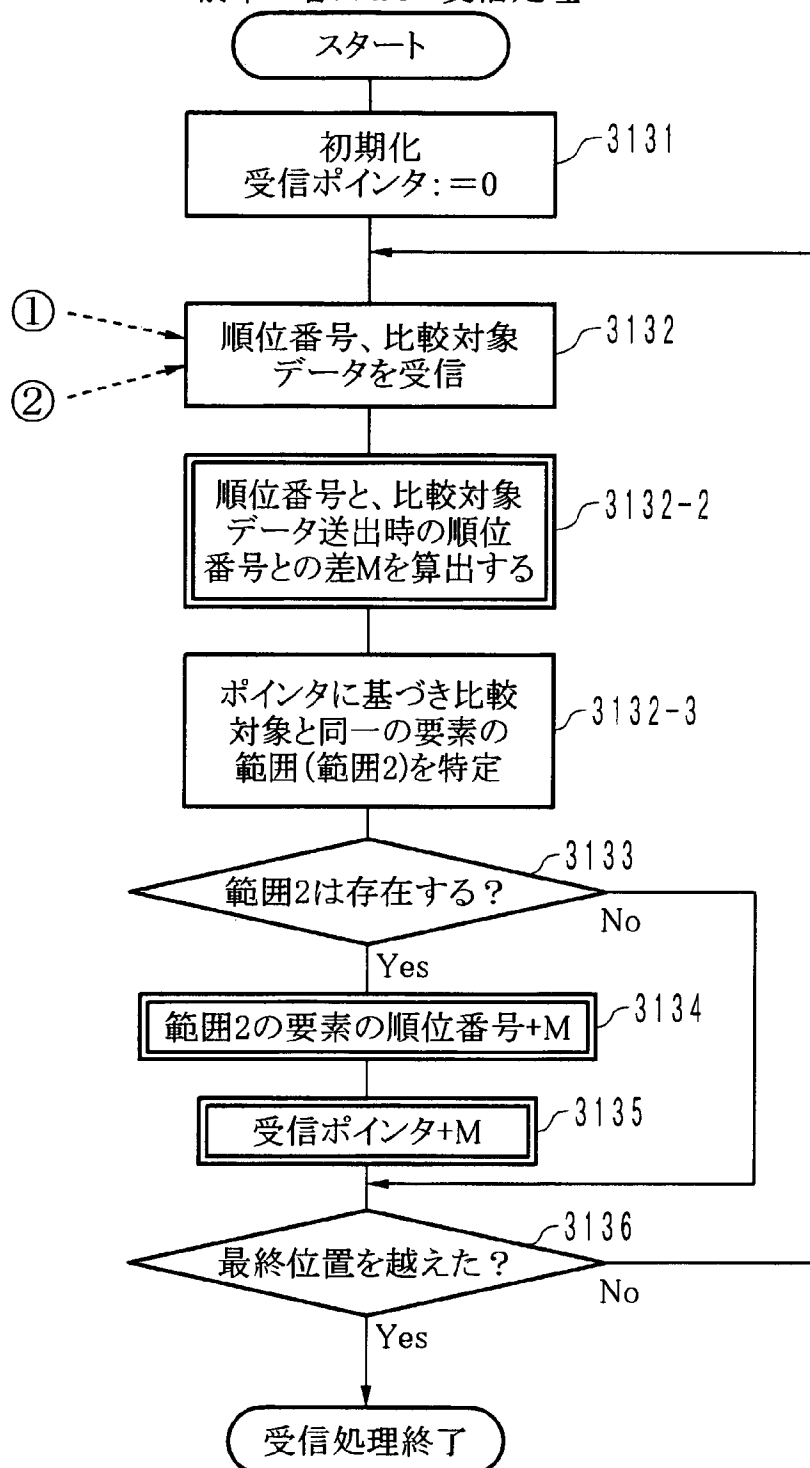 スタート
初期化
受信ポインタ:=0
3131
①
②
順位番号、比較対象
データを受信
3132
順位番号と、比較対象
データ送出時の順位
番号との差Mを算出する
3132-2
ポインタに基づき比較
対象と同一の要素の
範囲(範囲2)を特定
3132-3
範囲2は存在する?
3133
No
Yes
範囲2の要素の順位番号+M
3134
受信ポインタ+M
3135
最終位置を越えた?
3136
No
Yes
受信処理終了